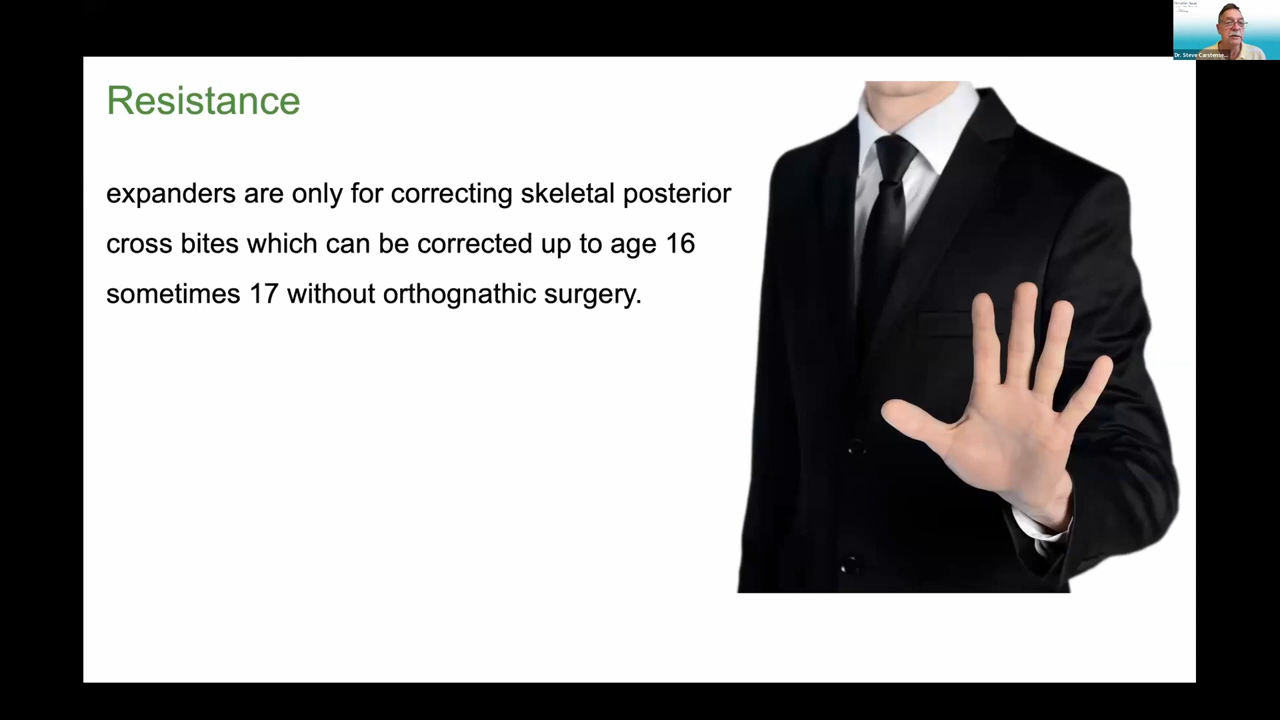 Resistance
expanders are only for correcting skeletal posterior
cross bites which can be corrected up to age 16
sometimes 17 without orthognathic surgery.
Dr. Steve Carstense...